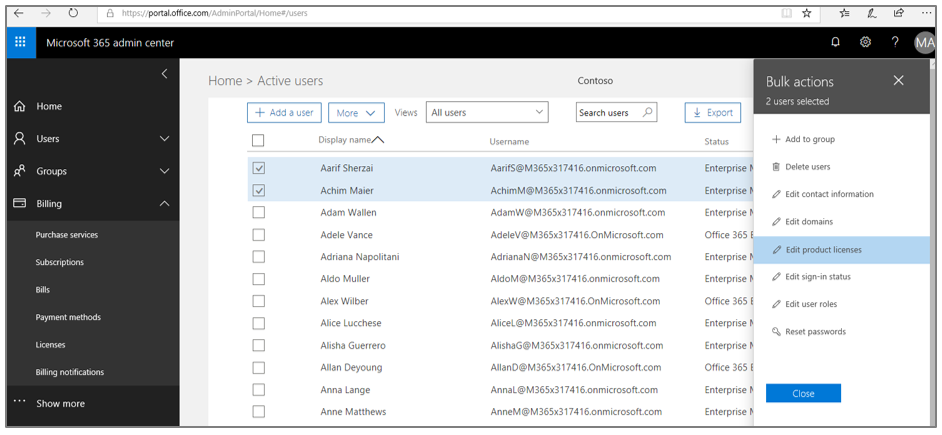 https://portal.office.com/AdminPortal/Home#/users
Microsoft 365 admin center
?
MA
Home
Users
Groups
Billing
Purchase services
Subscriptions
Bills
Payment methods
Licenses
Billing notifications
Show more
Home > Active users
Contoso
Add a user
More
Views
All users
Search users
Export
Display name
Username
Status
Aarif Sherzai AarifS@M365x317416.onmicrosoft.com Enterprise
Achim Maier AchimM@M365x317416.onmicrosoft.com Enterprise
Adam Wallen AdamW@M365x317416.onmicrosoft.com Enterprise
Adele Vance AdeleV@M365x317416.OnMicrosoft.com Office 365 E
Adriana Napolitani AdrianaN@M365x317416.onmicrosoft.com Enterprise
Aldo Muller AldoM@M365x317416.onmicrosoft.com Enterprise
Alex Wilber AlexW@M365x317416.OnMicrosoft.com Office 365 E
Alice Lucchese AliceL@M365x317416.onmicrosoft.com Enterprise
Alisha Guerrero AlishaG@M365x317416.onmicrosoft.com Enterprise
Allan Deyoung AllanD@M365x317416.OnMicrosoft.com Office 365 E
Anna Lange AnnaL@M365x317416.onmicrosoft.com Enterprise
Anne Matthews AnneM@M365x317416.onmicrosoft.com Enterprise
Bulk actions
2 users selected
Add to group
Delete users
Edit contact information
Edit domains
Edit product licenses
Edit sign-in status
Edit user roles
Reset passwords
Close